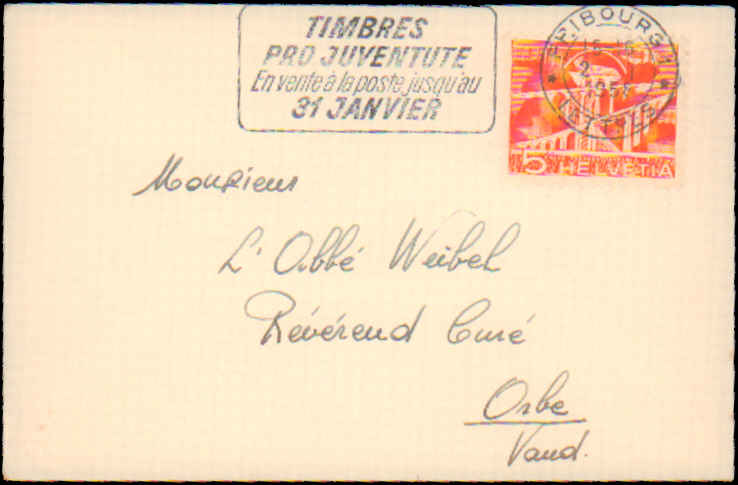 TIMBRES
PRO JUVENTUTE
En vente à la poste jusqu'au
31 JANVIER
FRIBOURG 1
5 HELVETIA
Monsieur
L'Abbé Weibel
Révérend Curé
Orbe
Vaud.